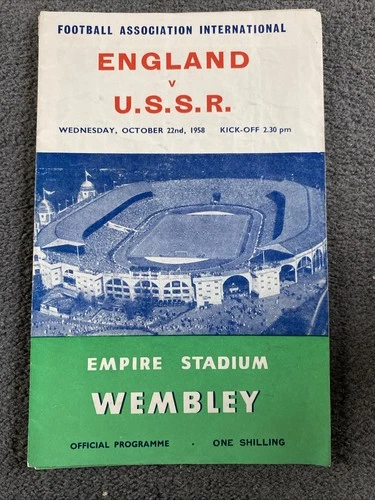 FOOTBALL ASSOCIATION INTERNATIONAL
ENGLAND
v
U.S.S.R.
WEDNESDAY, OCTOBER 22nd, 1958 KICK-OFF 2.30 pm
EMPIRE STADIUM
WEMBLEY
OFFICIAL PROGRAMME · ONE SHILLING